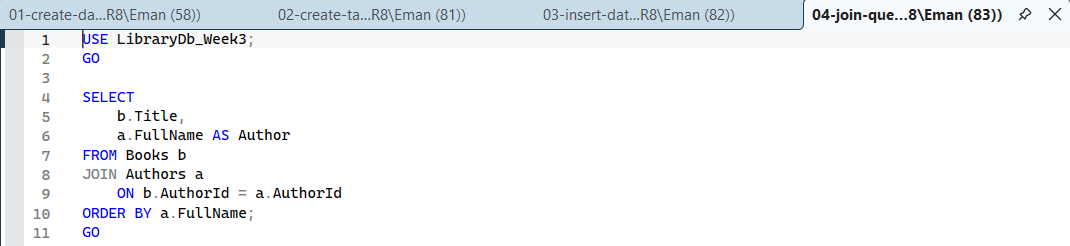 01-create-da...R8\Eman (58))
02-create-ta...R8\Eman (81))
03-insert-dat...R8\Eman (82))
04-join-que...8\Eman (83))
1 USE LibraryDb_Week3;
2 GO
3
4 SELECT
5 b.Title,
6 a.FullName AS Author
7 FROM Books b
8 JOIN Authors a
9 ON b.AuthorId = a.AuthorId
10 ORDER BY a.FullName;
11 GO